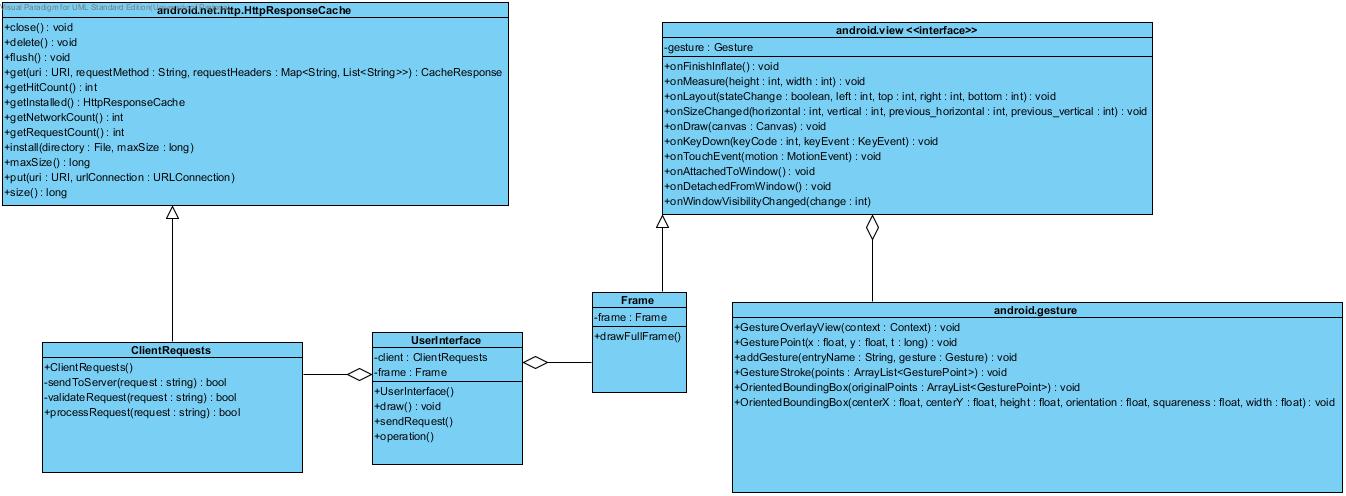 Visual Paradigm for UML Standard Edition(
android.net.http.HttpResponseCache
+close() : void
+delete() : void
+flush() : void
+get(uri : URI, requestMethod : String, requestHeaders : Map<String, List<String>>) : CacheResponse
+getHitCount() : int
+getInstalled() : HttpResponseCache
+getNetworkCount() : int
+getRequestCount() : int
+install(directory : File, maxSize : long)
+maxSize() : long
+put(uri : URI, urlConnection : URLConnection)
+size() : long
android.view <<interface>>
-gesture : Gesture
+onFinishInflate() : void
+onMeasure(height : int, width : int) : void
+onLayout(stateChange : boolean, left : int, top : int, right : int, bottom : int) : void
+onSizeChanged(horizontal : int, vertical : int, previous_horizontal : int, previous_vertical : int) : void
+onDraw(canvas : Canvas) : void
+onKeyDown(keyCode : int, keyEvent : KeyEvent) : void
+onTouchEvent(motion : MotionEvent) : void
+onAttachedToWindow() : void
+onDetachedFromWindow() : void
+onWindowVisibilityChanged(change : int)
ClientRequests
+ClientRequests()
-sendToServer(request : string) : bool
-validateRequest(request : string) : bool
+processRequest(request : string) : bool
UserInterface
-client : ClientRequests
-frame : Frame
+UserInterface()
+draw() : void
+sendRequest()
+operation()
Frame
-frame : Frame
+drawFullFrame()
android.gesture
+GestureOverlayView(context : Context) : void
+GesturePoint(x : float, y : float, t : long) : void
+addGesture(entryName : String, gesture : Gesture) : void
+GestureStroke(points : ArrayList<GesturePoint>) : void
+OrientedBoundingBox(originalPoints : ArrayList<GesturePoint>) : void
+OrientedBoundingBox(centerX : float, centerY : float, height : float, orientation : float, squareness : float, width : float) : void